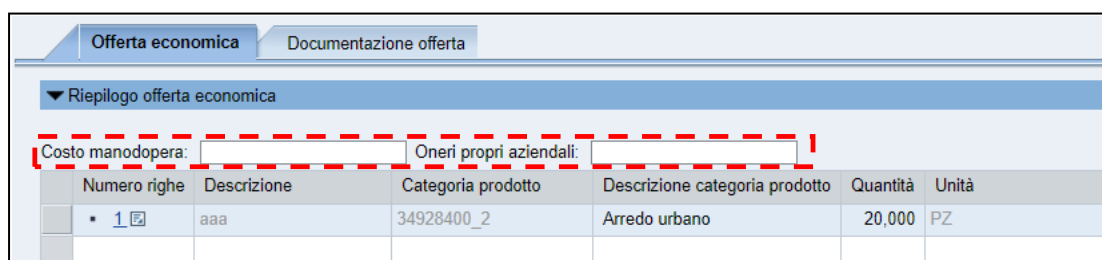 Offerta economica Documentazione offerta
Riepilogo offerta economica
Costo manodopera: Oneri propri aziendali:
Numero righe Descrizione Categoria prodotto Descrizione categoria prodotto Quantità Unità
1 aaa 34928400_2 Arredo urbano 20,000 PZ